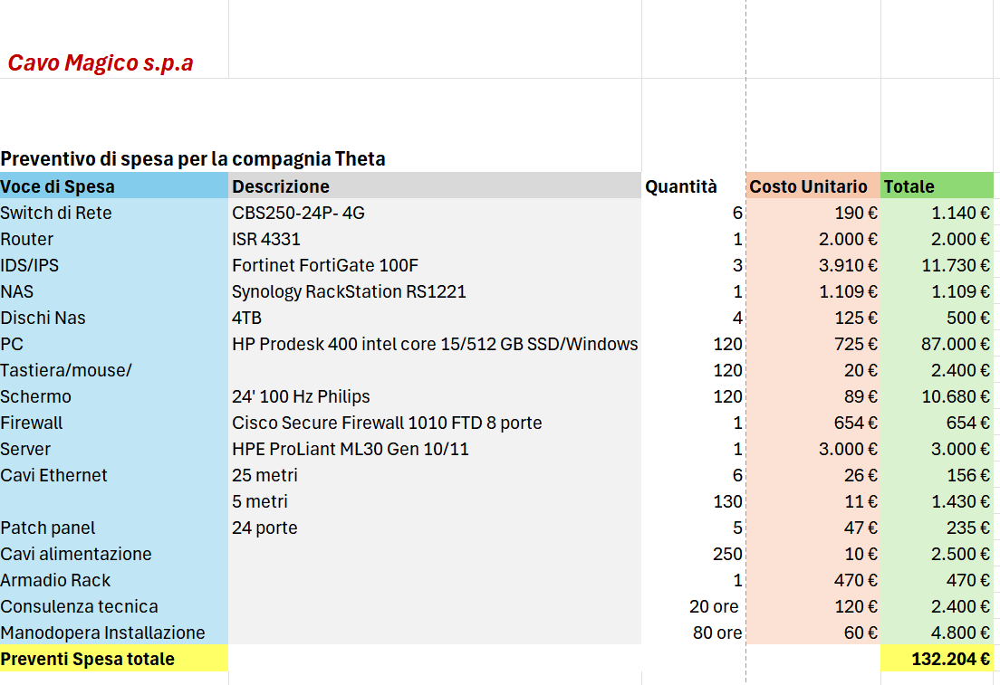 Cavo Magico s.p.a
Preventivo di spesa per la compagnia Theta
Voce di Spesa Descrizione Quantità Costo Unitario Totale
Switch di Rete CBS250-24P- 4G 6 190 € 1.140 €
Router ISR 4331 1 2.000 € 2.000 €
IDS/IPS Fortinet FortiGate 100F 3 3.910 € 11.730 €
NAS Synology RackStation RS1221 1 1.109 € 1.109 €
Dischi Nas 4TB 4 125 € 500 €
PC HP Prodesk 400 intel core 15/512 GB SSD/Windows 120 725 € 87.000 €
Tastiera/mouse/ 120 20 € 2.400 €
Schermo 24' 100 Hz Philips 120 89 € 10.680 €
Firewall Cisco Secure Firewall 1010 FTD 8 porte 1 654 € 654 €
Server HPE ProLiant ML30 Gen 10/11 1 3.000 € 3.000 €
Cavi Ethernet 25 metri 6 26 € 156 €
5 metri 130 11 € 1.430 €
Patch panel 24 porte 5 47 € 235 €
Cavi alimentazione 250 10 € 2.500 €
Armadio Rack 1 470 € 470 €
Consulenza tecnica 20 ore 120 € 2.400 €
Manodopera Installazione 80 ore 60 € 4.800 €
Preventi Spesa totale 132.204 €